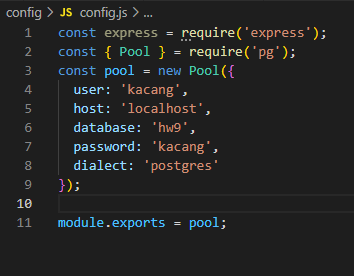 config > JS config.js > ...
1 const express = require('express');
2 const { Pool } = require('pg');
3 const pool = new Pool({
4 user: 'kacang',
5 host: 'localhost',
6 database: 'hw9',
7 password: 'kacang',
8 dialect: 'postgres'
9 });
10
11 module.exports = pool;